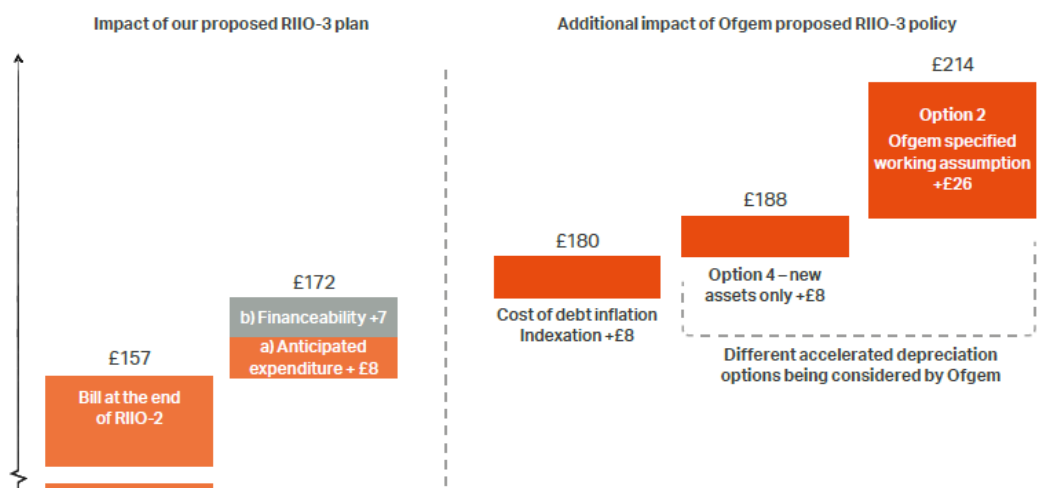 Impact of our proposed RIIO-3 plan
Additional impact of Ofgem proposed RIIO-3 policy
£157
Bill at the end
of RIIO-2
£172
b) Financeability +7
a) Anticipated
expenditure + £8
£180
Cost of debt inflation
Indexation +£8
£188
Option 4 – new
assets only +£8
£214
Option 2
Ofgem specified
working assumption
+£26
Different accelerated depreciation
options being considered by Ofgem